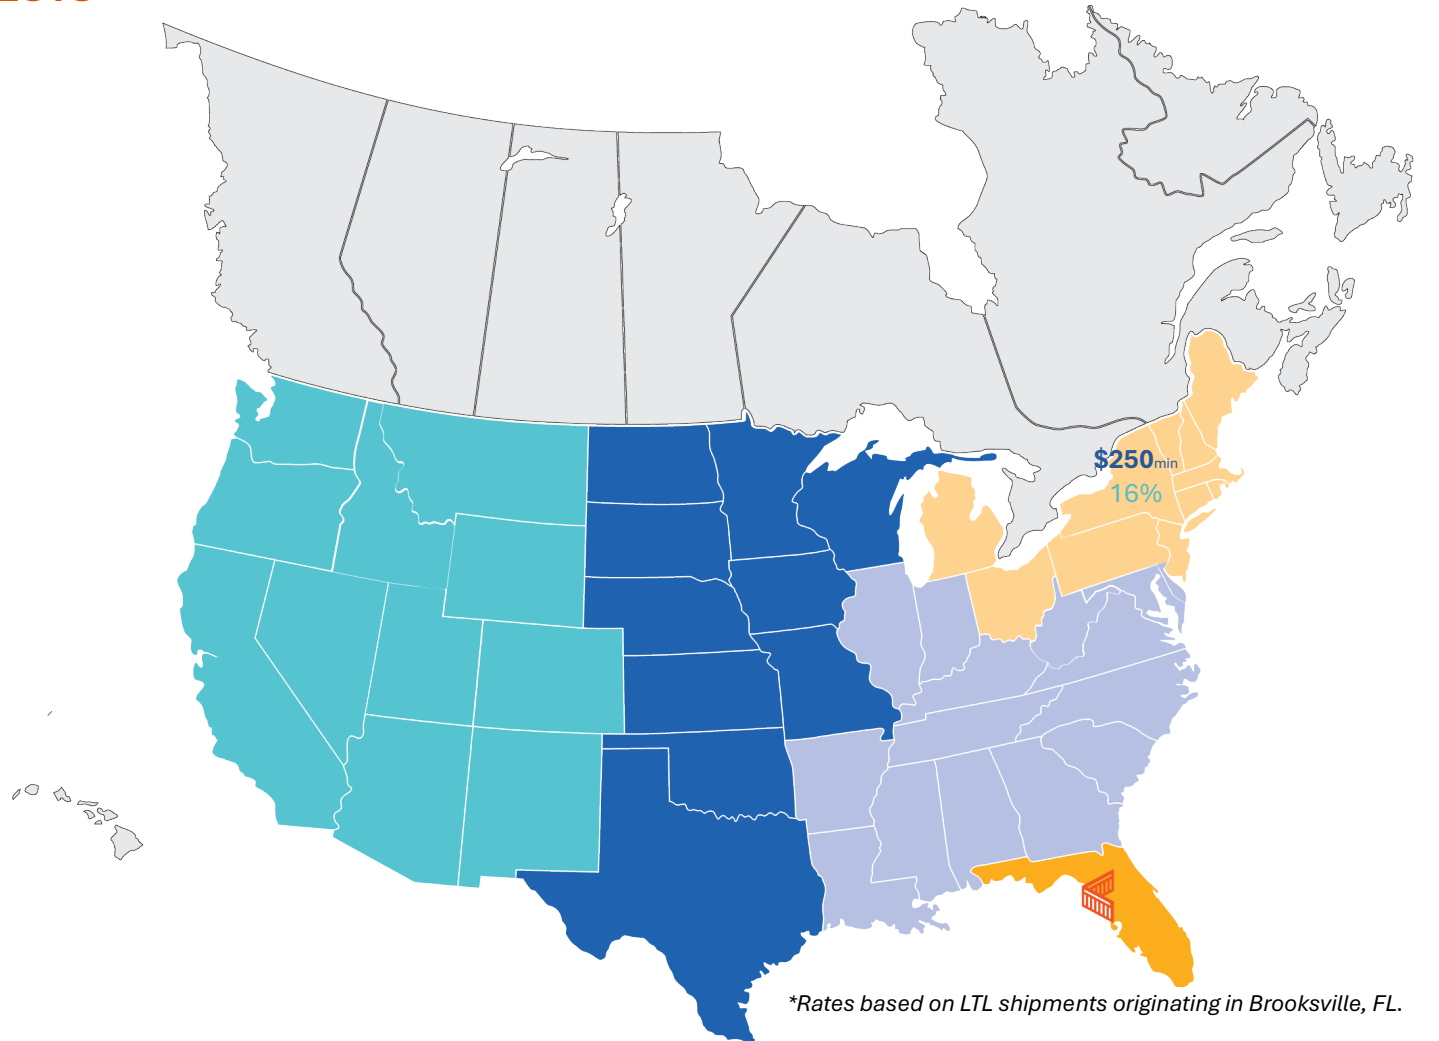 $250min
16%
*Rates based on LTL shipments originating in Brooksville, FL.